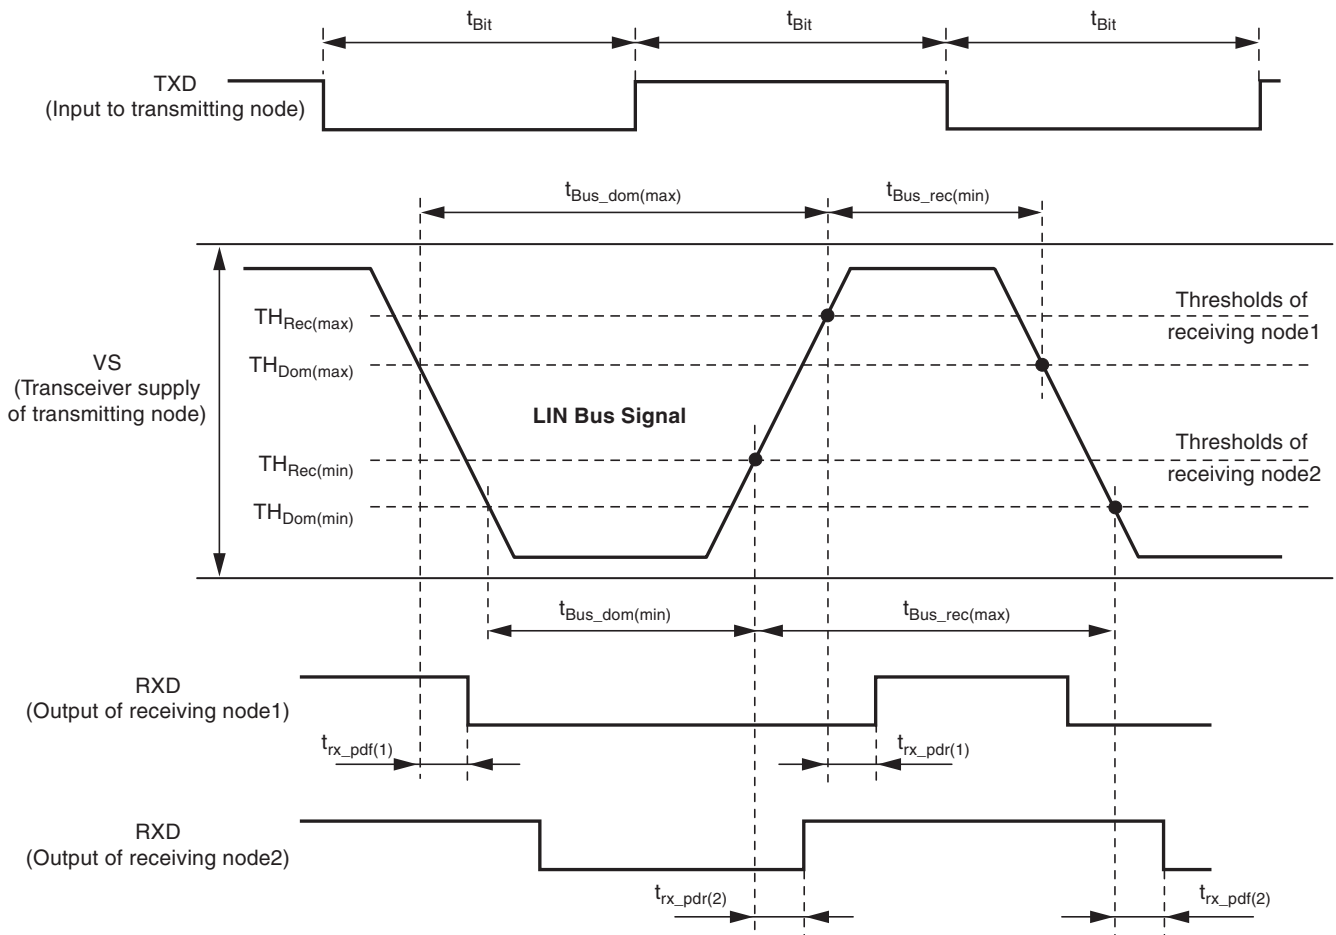 tBit
tBit
tBit
TXD
(Input to transmitting node)
tBus_dom(max)
tBus_rec(min)
THRec(max)
Thresholds of
receiving node1
VS
(Transceiver supply
of transmitting node)
THDom(max)
LIN Bus Signal
THRec(min)
Thresholds of
receiving node2
THDom(min)
tBus_dom(min)
tBus_rec(max)
RXD
(Output of receiving node1)
trx_pdf(1)
trx_pdr(1)
RXD
(Output of receiving node2)
trx_pdr(2)
trx_pdf(2)